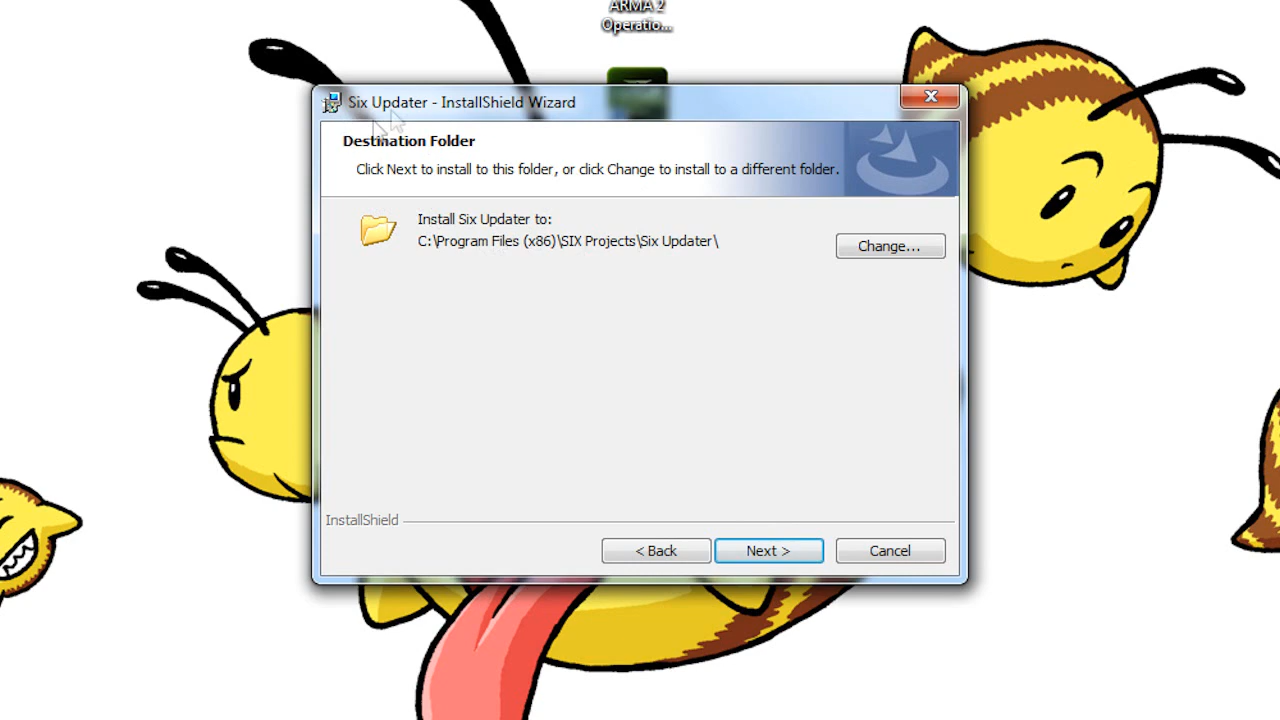 ARMA 2
Operatio...
Six Updater - InstallShield Wizard
Destination Folder
Click Next to install to this folder, or click Change to install to a different folder.
Install Six Updater to:
C:\Program Files (x86)\SIX Projects\Six Updater\
Change...
InstallShield
< Back
Next >
Cancel